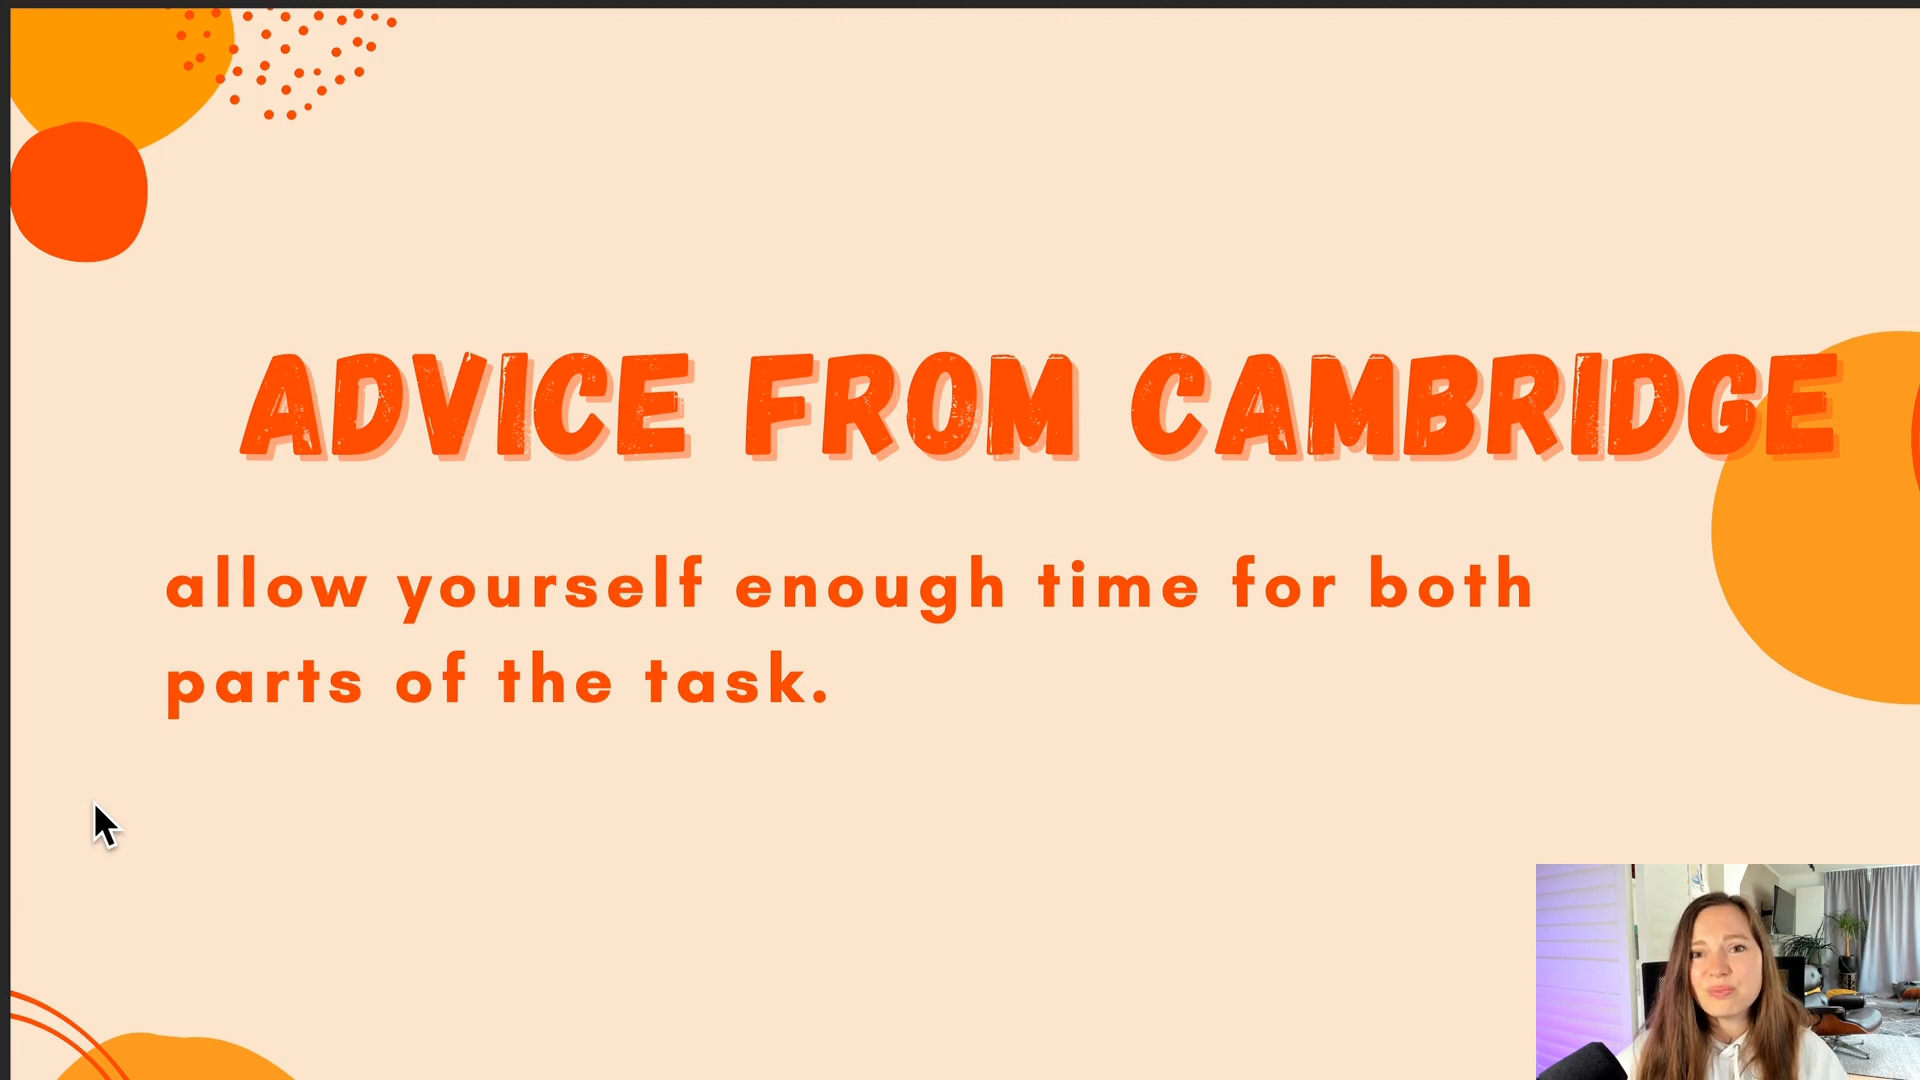 ADVICE FROM CAMBRIDGE
allow yourself enough time for both
parts of the task.